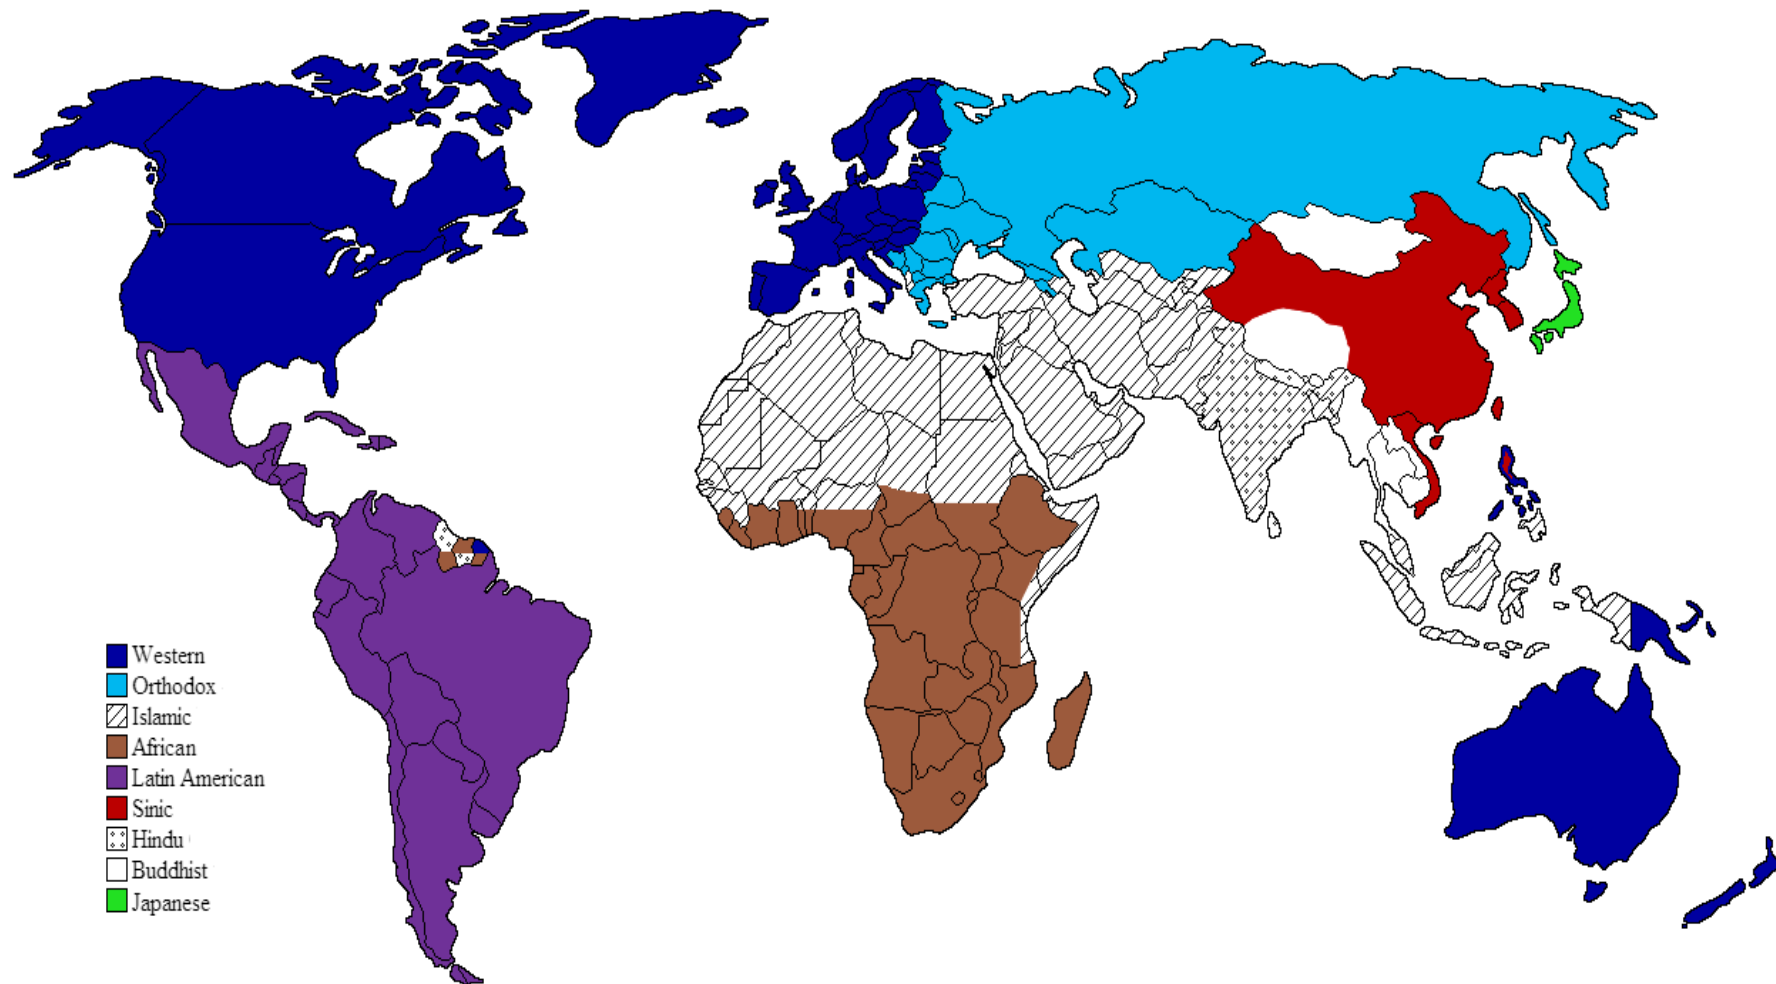 Western
Orthodox
Islamic
African
Latin American
Sinic
Hindu
Buddhist
Japanese